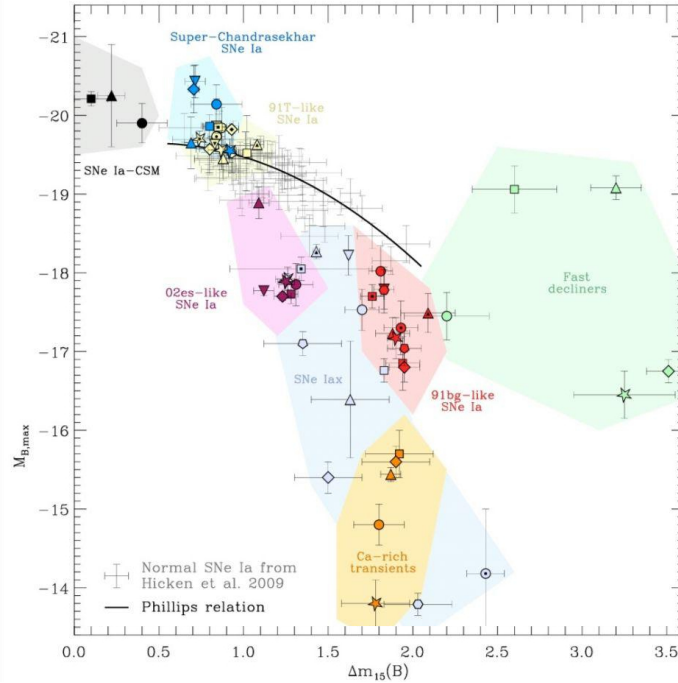 -21
-20
-19
-18
-17
-16
-15
-14
M_B,max
Super-Chandrasekhar
SNe Ia
91T-like
SNe Ia
SNe Ia-CSM
02es-like
SNe Ia
Fast
decliners
SNe Iax
91bg-like
SNe Ia
Ca-rich
transients
Normal SNe Ia from
Hicken et al. 2009
Phillips relation
0.0 0.5 1.0 1.5 2.0 2.5 3.0 3.5
Δm₁₅(B)